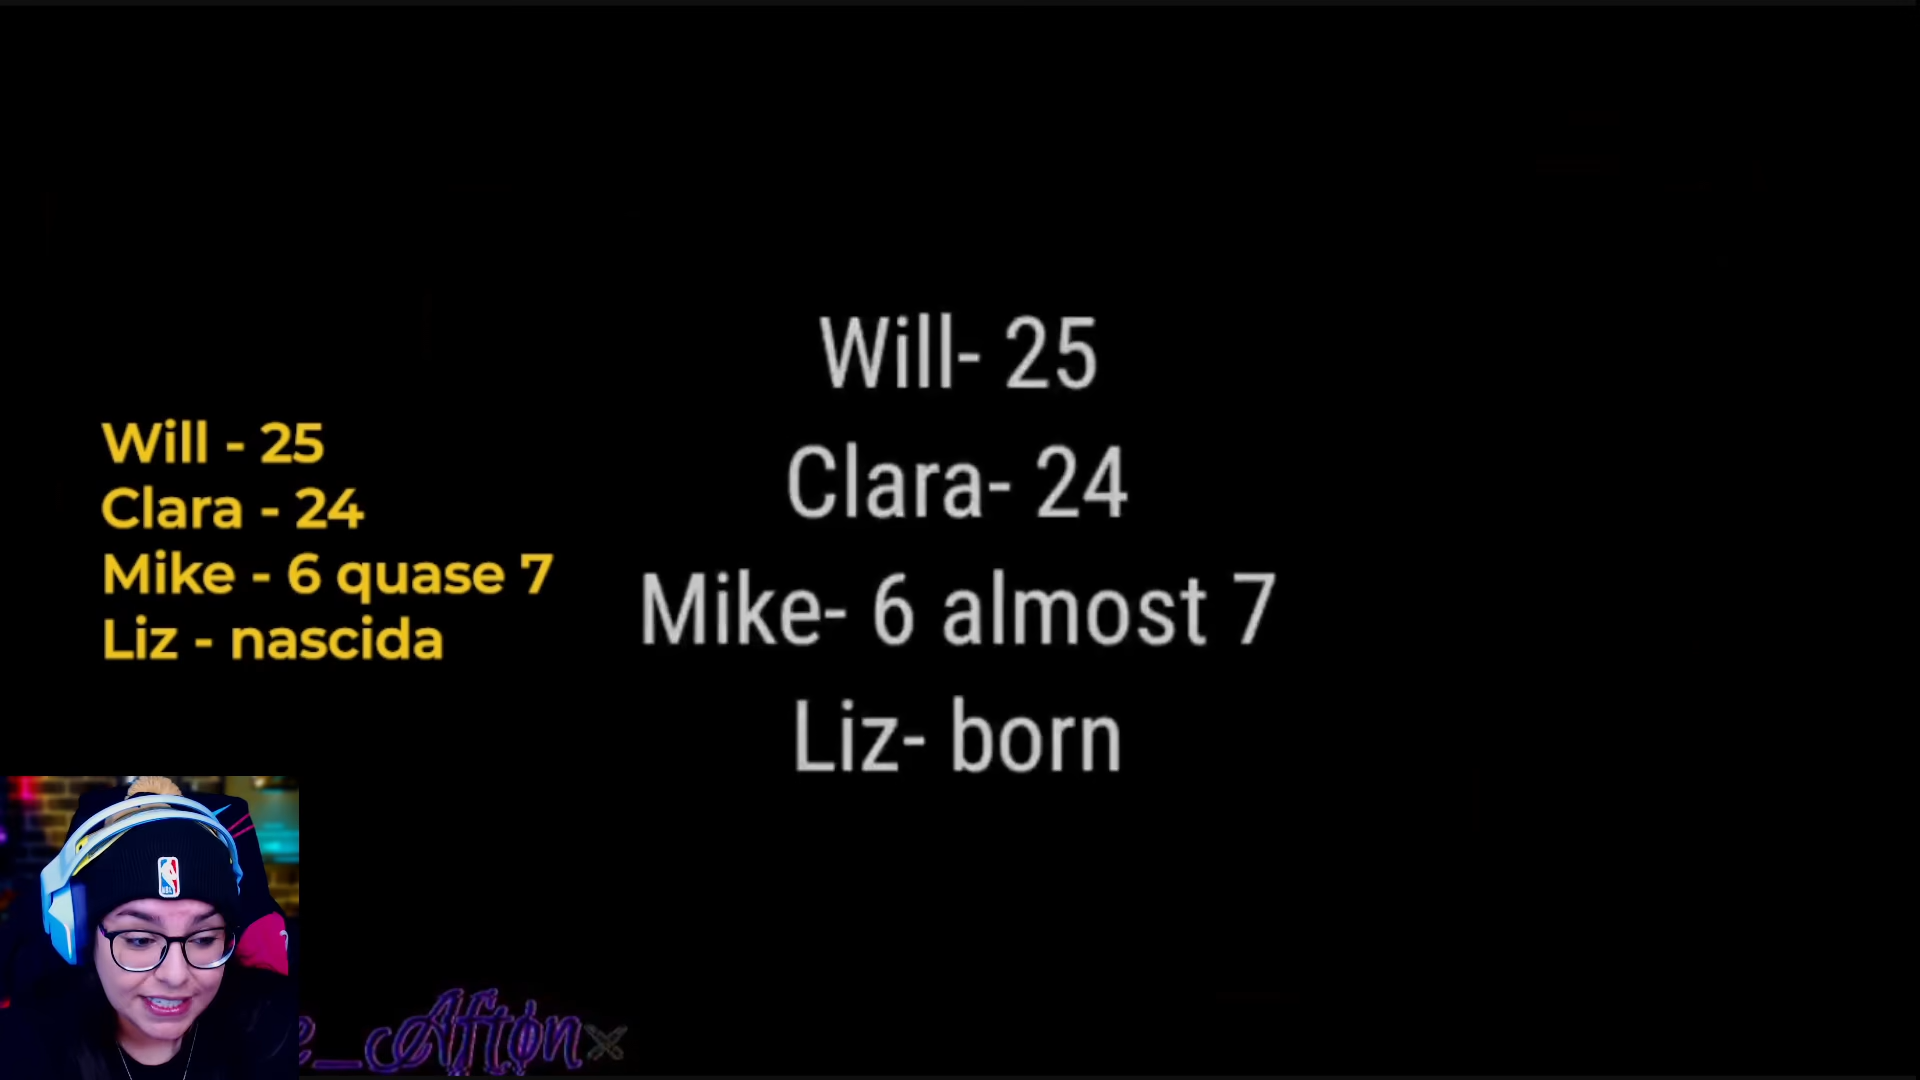 Will- 25
Clara- 24
Mike- 6 almost 7
Liz- born
Will - 25
Clara - 24
Mike - 6 quase 7
Liz - nascida
e_Aftøn